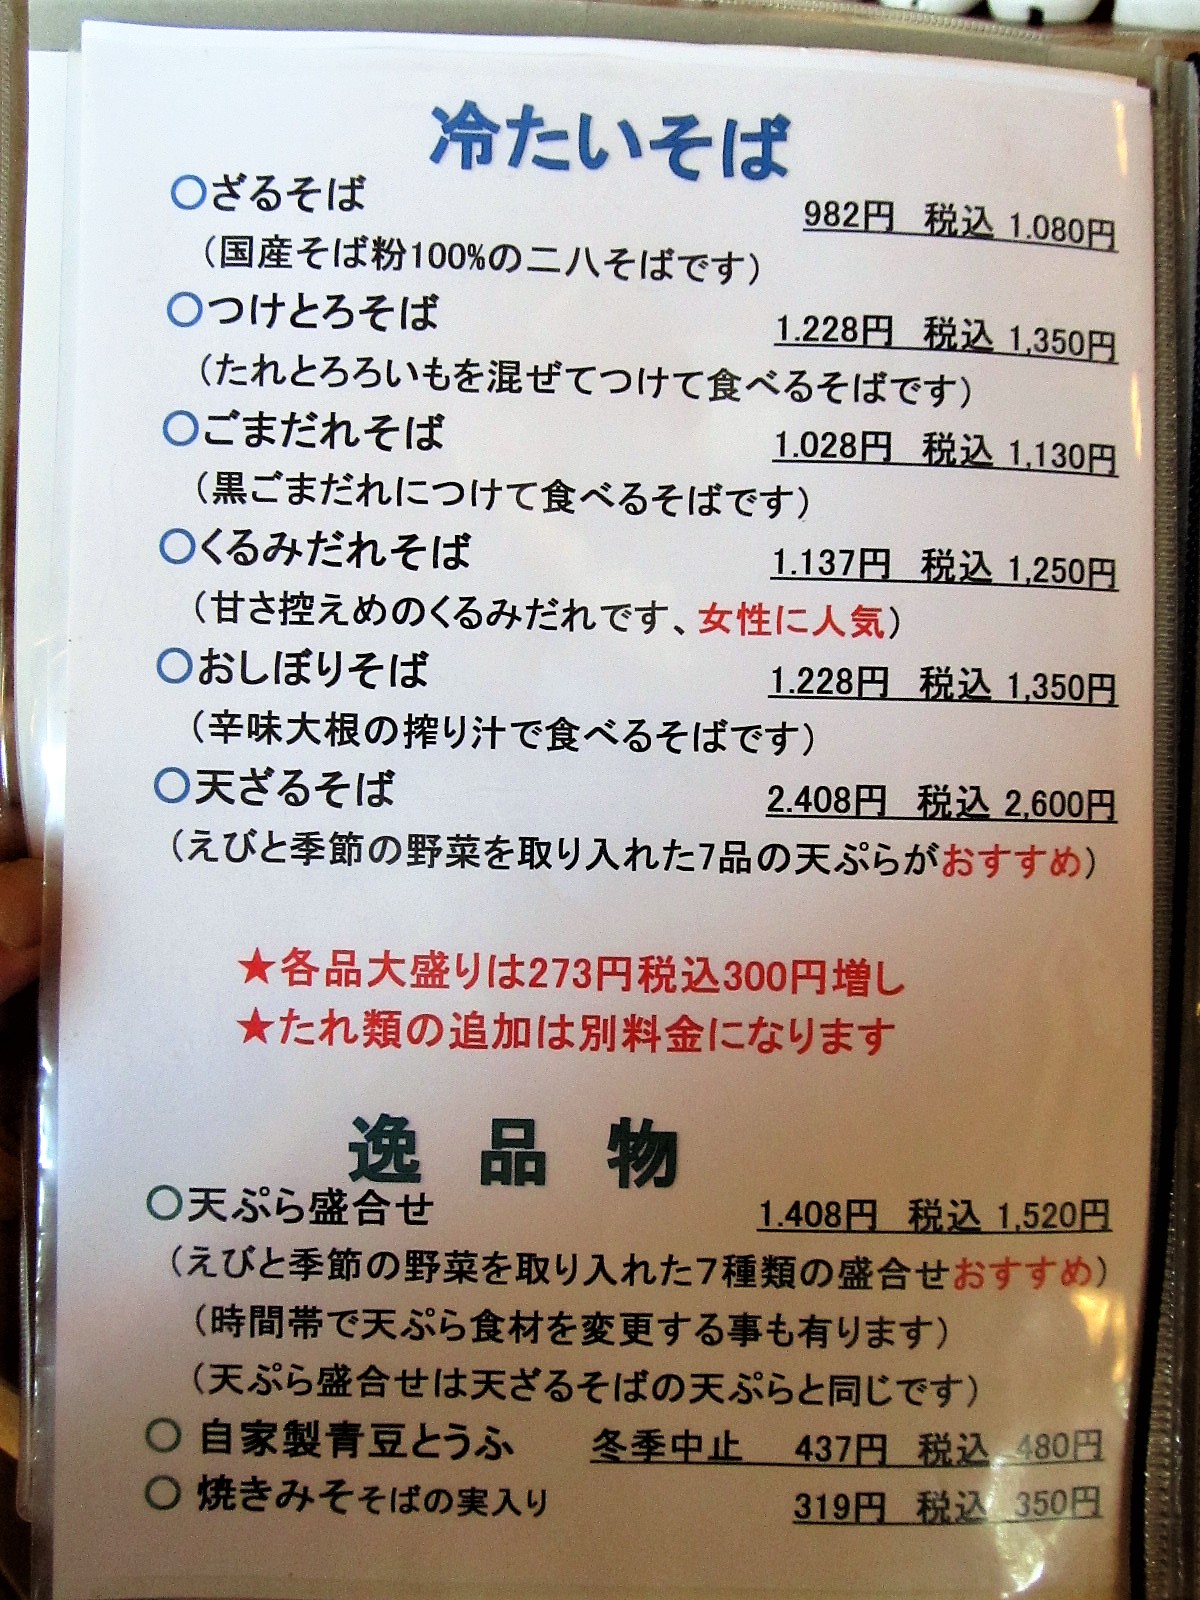 冷たいそば
○ざるそば 982円 税込 1.080円
（国産そば粉100%の二八そばです）
○つけとろそば 1.228円 税込 1,350円
（たれとろろいもを混ぜてつけて食べるそばです）
○ごまだれそば 1.028円 税込 1,130円
（黒ごまだれにつけて食べるそばです）
○くるみだれそば 1.137円 税込 1,250円
（甘さ控えめのくるみだれです、女性に人気）
○おしぼりそば 1.228円 税込 1,350円
（辛味大根の搾り汁で食べるそばです）
○天ざるそば 2.408円 税込 2,600円
（えびと季節の野菜を取り入れた7品の天ぷらがおすすめ）
★各品大盛りは273円税込300円増し
★たれ類の追加は別料金になります
逸品物
○天ぷら盛合せ 1.408円 税込 1,520円
（えびと季節の野菜を取り入れた7種類の盛合せおすすめ）
（時間帯で天ぷら食材を変更する事も有ります）
（天ぷら盛合せは天ざるそばの天ぷらと同じです）
○ 自家製青豆とうふ 冬季中止 437円 税込 480円
○ 焼きみそそばの実入り 319円 税込 350円